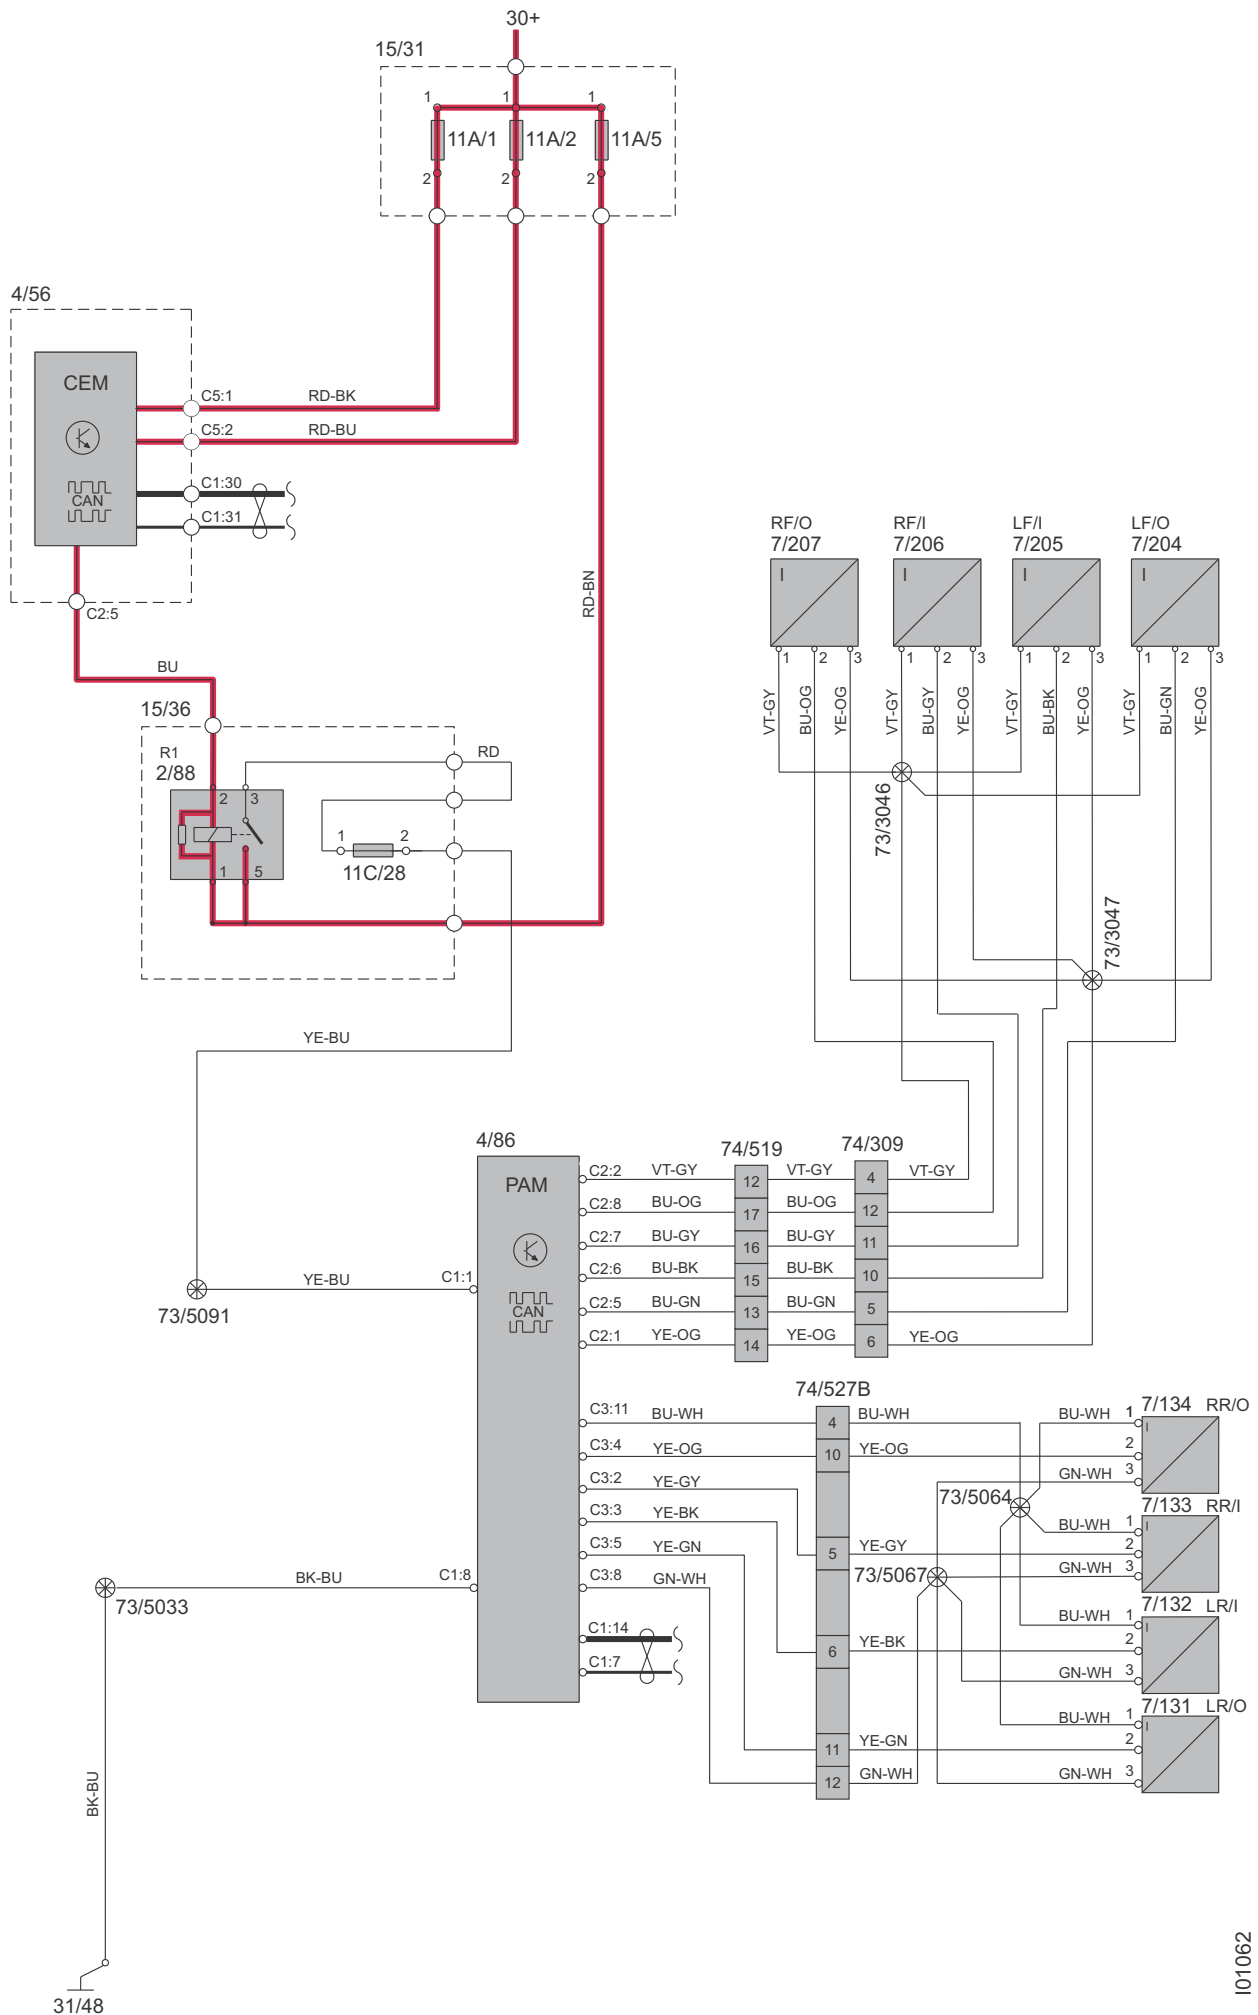 30+
15/31
1 1 1
11A/1 11A/2 11A/5
2 2 2
4/56
CEM
C5:1 RD-BK
C5:2 RD-BU
C1:30
CAN
C1:31
C2:5
RD-BN
BU
15/36
R1
2/88
RD
2 3
1 2
11C/28
1 5
YE-BU
RF/O RF/I LF/I LF/O
7/207 7/206 7/205 7/204
I I I I
1 2 3 1 2 3 1 2 3 1 2 3
VT-GY BU-OG YE-OG VT-GY BU-GY YE-OG VT-GY BU-BK YE-OG VT-GY BU-GN YE-OG
73/3046
73/3047
4/86 74/519 74/309
PAM
C2:2 VT-GY 12 VT-GY 4 VT-GY
C2:8 BU-OG 17 BU-OG 12
C2:7 BU-GY 16 BU-GY 11
C2:6 BU-BK 15 BU-BK 10
C2:5 BU-GN 13 BU-GN 5
C2:1 YE-OG 14 YE-OG 6 YE-OG
YE-BU C1:1
CAN
73/5091
74/527B
C3:11 BU-WH 4 BU-WH
C3:4 YE-OG 10 YE-OG
C3:2 YE-GY
C3:3 YE-BK
C3:5 YE-GN 5 YE-GY
C3:8 GN-WH
C1:14 6 YE-BK
C1:7
11 YE-GN
12 GN-WH
73/5064
73/5067
7/134 RR/O
BU-WH 1 I
2
GN-WH 3
7/133 RR/I
BU-WH 1 I
2
GN-WH 3
7/132 LR/I
BU-WH 1 I
2
GN-WH 3
7/131 LR/O
BU-WH 1 I
2
GN-WH 3
BK-BU C1:8
73/5033
BK-BU
31/48
I01062